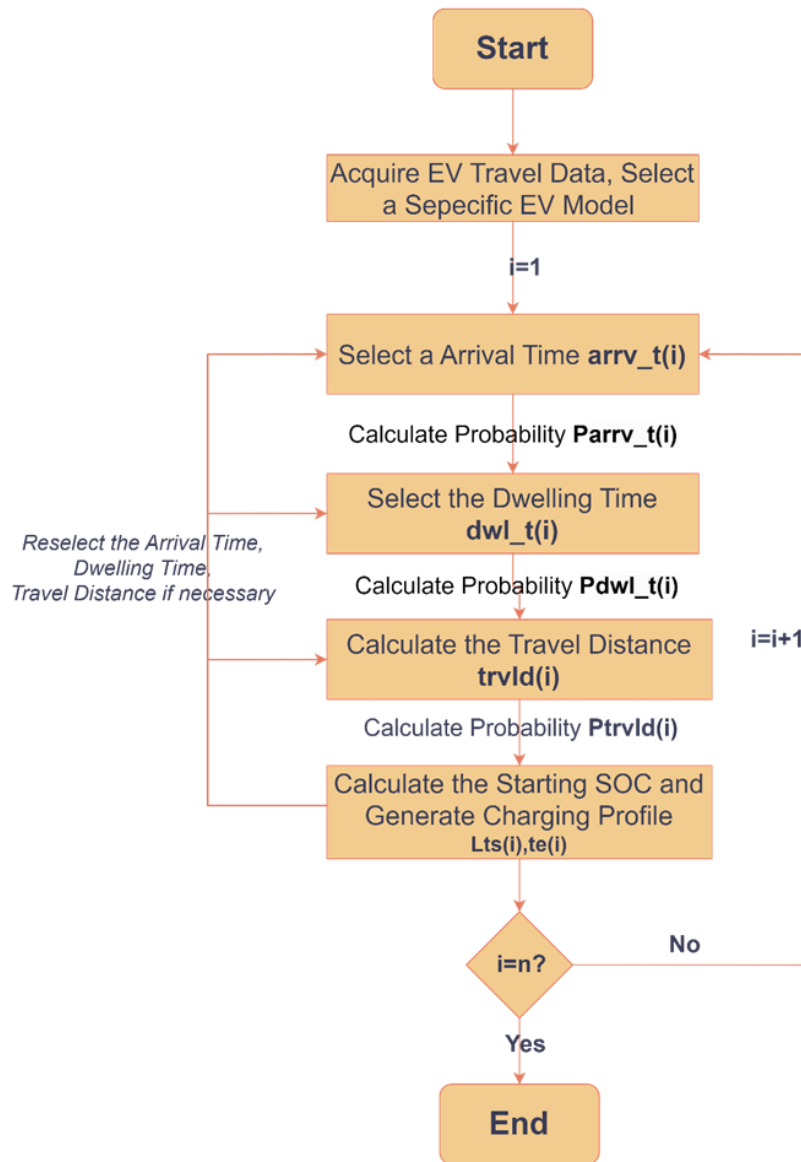 Start
Acquire EV Travel Data, Select
a Sepecific EV Model
i=1
Select a Arrival Time arrv_t(i)
Calculate Probability Parrv_t(i)
Select the Dwelling Time
dwl_t(i)
Reselect the Arrival Time,
Dwelling Time,
Travel Distance if necessary
Calculate Probability Pdwl_t(i)
Calculate the Travel Distance
trvld(i)
i=i+1
Calculate Probability Ptrvld(i)
Calculate the Starting SOC and
Generate Charging Profile
Lts(i),te(i)
i=n?
No
Yes
End